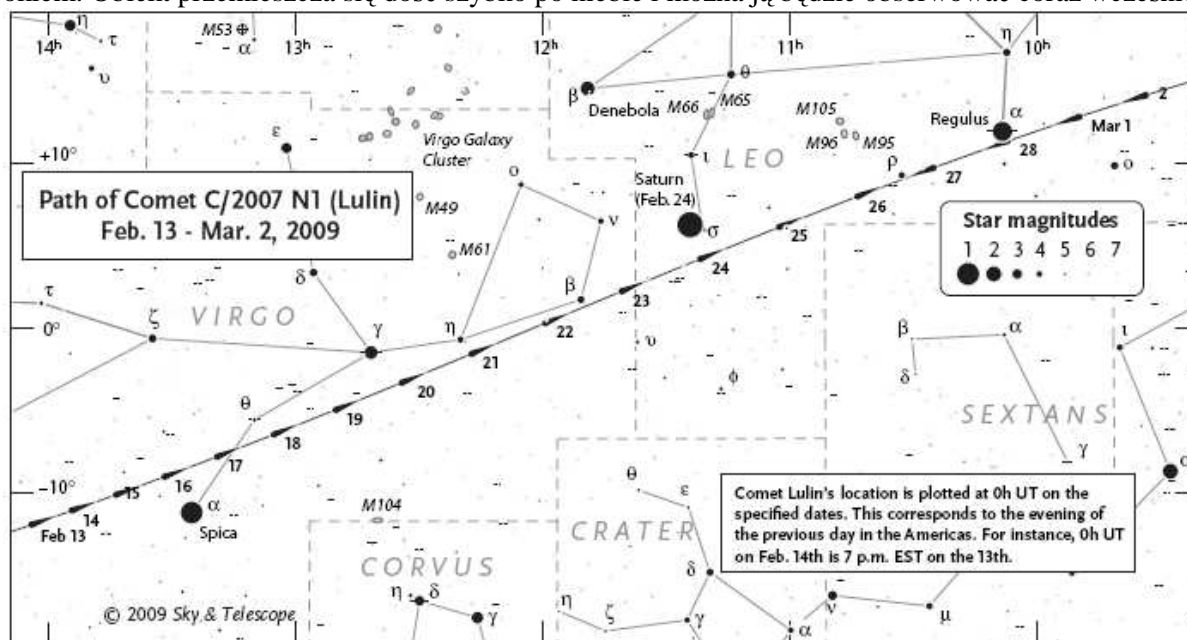 14ʰ
η
τ
υ
M53
α
13ʰ
12ʰ
11ʰ
η
10ʰ
θ
β
Denebola
M66
M65
M105
M96
M95
Regulus
α
Mar 1
2
28
ε
Virgo Galaxy
Cluster
ι
LEO
ρ
27
ο
+10°
Path of Comet C/2007 N1 (Lulin)
Feb. 13 - Mar. 2, 2009
ο
Saturn
(Feb. 24)
26
M49
ν
σ
25
Star magnitudes
1 2 3 4 5 6 7
M61
24
δ
β
23
τ
ζ
VIRGO
0°
γ
η
22
υ
β
α
ι
21
20
φ
δ
θ
19
SEXTANS
18
17
γ
16
-10°
15
14
Feb 13
α
Spica
M104
θ
ε
CRATER
Comet Lulin's location is plotted at 0h UT on the
specified dates. This corresponds to the evening of
the previous day in the Americas. For instance, 0h UT
on Feb. 14th is 7 p.m. EST on the 13th.
CORVUS
δ
η
δ
γ
© 2009 Sky & Telescope
η
ζ
γ
α
ν
μ